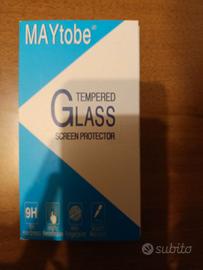 MAYtobe®
TEMPERED
GLASS
SCREEN PROTECTOR
9H
subito